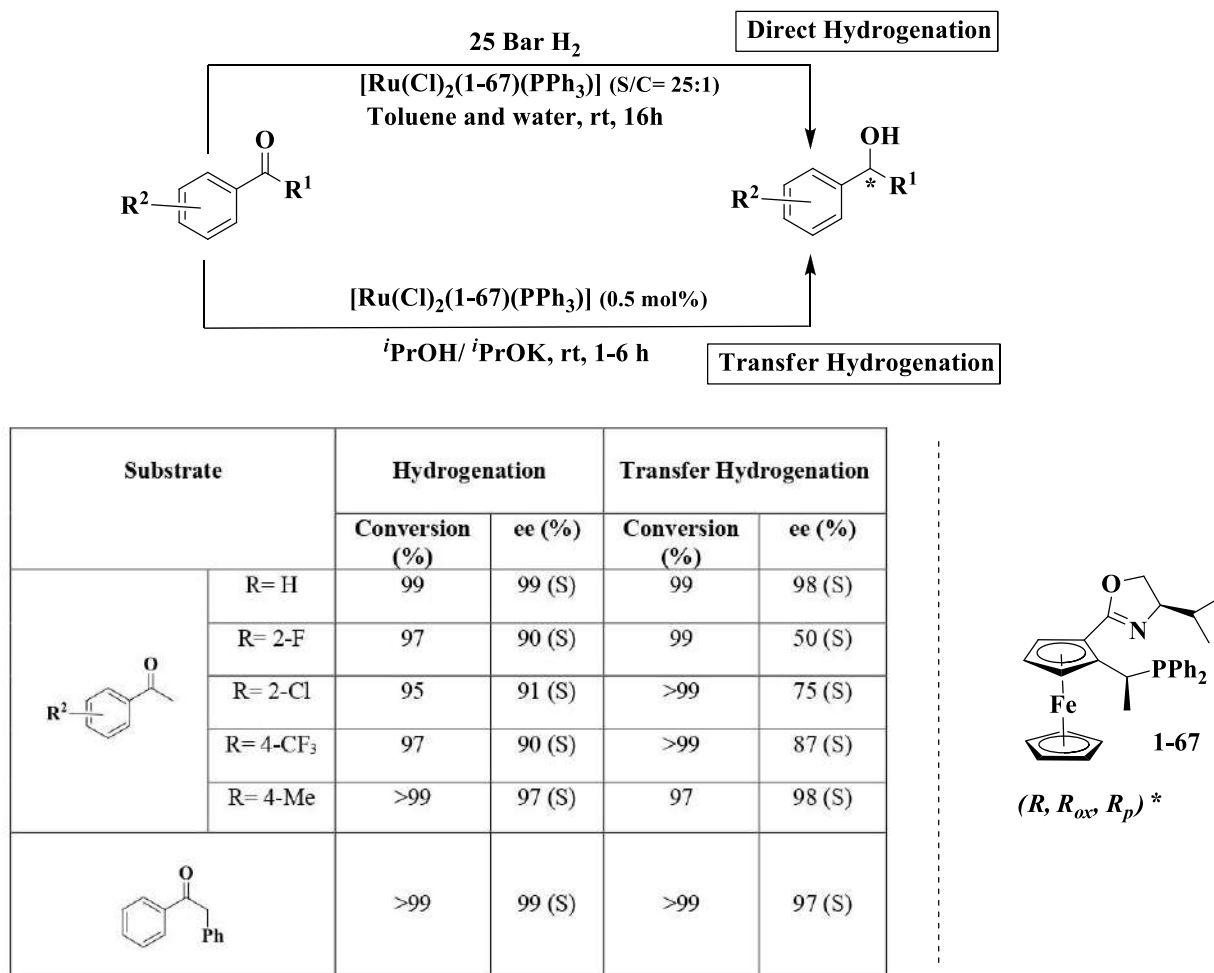 25 Bar H2
Direct Hydrogenation
[Ru(Cl)2(1-67)(PPh3)] (S/C= 25:1)
Toluene and water, rt, 16h
O
R1
R2
OH
R1
*
R2
[Ru(Cl)2(1-67)(PPh3)] (0.5 mol%)
iPrOH/ iPrOK, rt, 1-6 h
Transfer Hydrogenation
Substrate Hydrogenation Transfer Hydrogenation
Conversion (%) ee (%) Conversion (%) ee (%)
O
R2
R= H 99 99 (S) 99 98 (S)
R= 2-F 97 90 (S) 99 50 (S)
R= 2-Cl 95 91 (S) >99 75 (S)
R= 4-CF3 97 90 (S) >99 87 (S)
R= 4-Me >99 97 (S) 97 98 (S)
O
Ph
>99 99 (S) >99 97 (S)
O
N
PPh2
Fe
1-67
(R, Rox, Rp) *